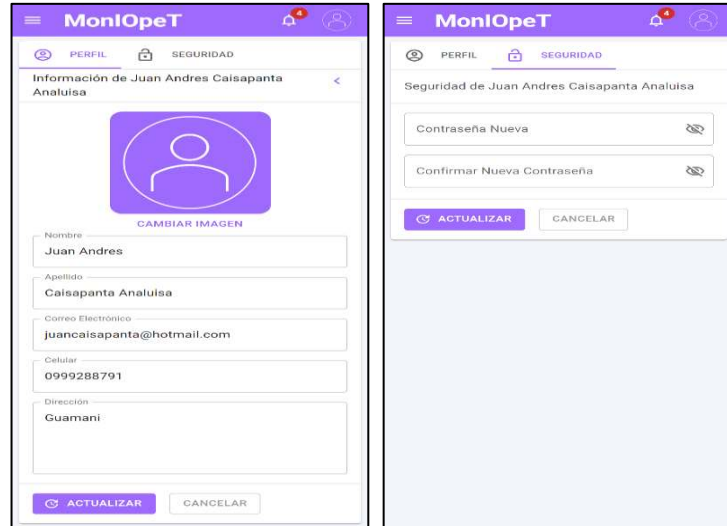 MonIOpeT
4
PERFIL
SEGURIDAD
Información de Juan Andres Caisapanta
Analuisa
CAMBIAR IMAGEN
Nombre
Juan Andres
Apellido
Caisapanta Analuisa
Correo Electrónico
juancaisapanta@hotmail.com
Celular
0999288791
Dirección
Guamani
ACTUALIZAR
CANCELAR
MonIOpeT
4
PERFIL
SEGURIDAD
Seguridad de Juan Andres Caisapanta Analuisa
Contraseña Nueva
Confirmar Nueva Contraseña
ACTUALIZAR
CANCELAR